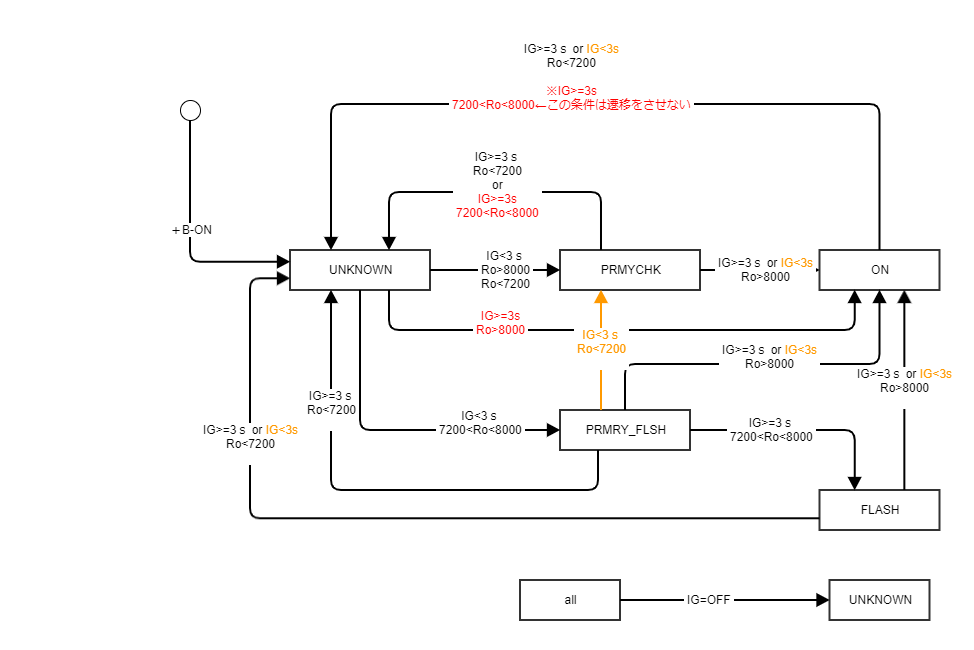 IG>=3 s or IG<3s
Ro<7200
※IG>=3s
7200<Ro<8000←この条件は遷移をさせない
IG>=3 s
Ro<7200
or
IG>=3s
7200<Ro<8000
+B-ON
UNKNOWN
IG<3 s
Ro>8000
Ro<7200
PRMYCHK
IG>=3 s or IG<3s
Ro>8000
ON
IG>=3s
Ro>8000
IG<3 s
Ro<7200
IG>=3 s or IG<3s
Ro>8000
IG>=3 s or IG<3s
Ro>8000
IG>=3 s
Ro<7200
IG>=3 s or IG<3s
Ro<7200
IG<3 s
7200<Ro<8000
PRMRY_FLSH
IG>=3 s
7200<Ro<8000
FLASH
all
IG=OFF
UNKNOWN